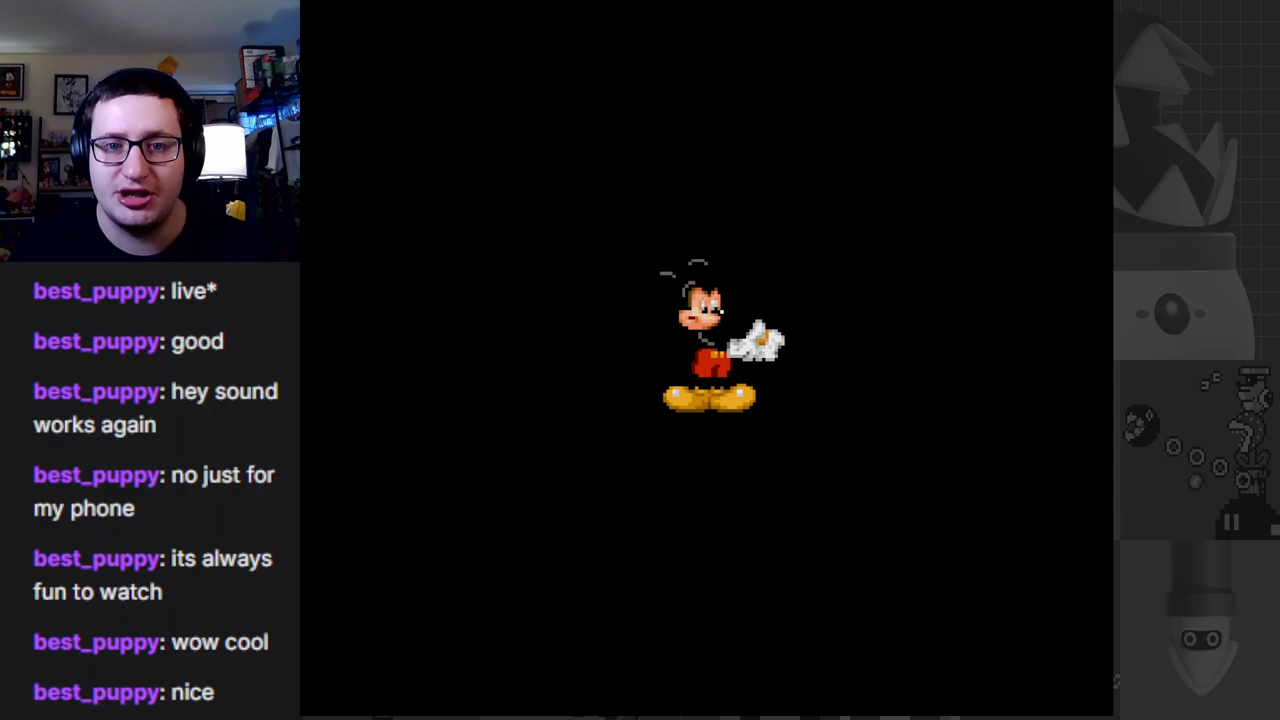 best_puppy: live*
best_puppy: good
best_puppy: hey sound
works again
best_puppy: no just for
my phone
best_puppy: its always
fun to watch
best_puppy: wow cool
best_puppy: nice